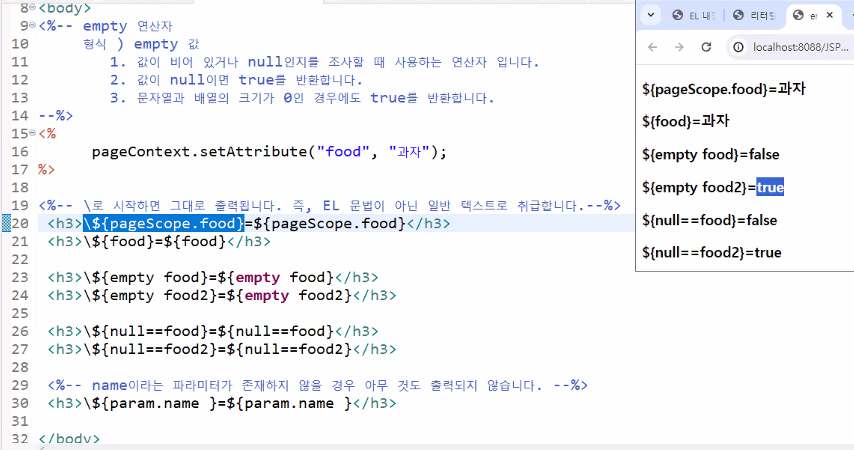 8 <body>
9 <%-- empty 연산자
10 형식 ) empty 값
11 1. 값이 비어 있거나 null인지를 조사할 때 사용하는 연산자 입니다.
12 2. 값이 null이면 true를 반환합니다.
13 3. 문자열과 배열의 크기가 0인 경우에도 true를 반환합니다.
14 --%>
15 <%
16 pageContext.setAttribute("food", "과자");
17 %>
18
19 <%-- \로 시작하면 그대로 출력됩니다. 즉, EL 문법이 아닌 일반 텍스트로 취급합니다.--%>
20 <h3>\${pageScope.food}=${pageScope.food}</h3>
21 <h3>\${food}=${food}</h3>
22
23 <h3>\${empty food}=${empty food}</h3>
24 <h3>\${empty food2}=${empty food2}</h3>
25
26 <h3>\${null==food}=${null==food}</h3>
27 <h3>\${null==food2}=${null==food2}</h3>
28
29 <%-- name이라는 파라미터가 존재하지 않을 경우 아무 것도 출력되지 않습니다. --%>
30 <h3>\${param.name }=${param.name }</h3>
31
32 </body>
EL 내
리터
localhost:8088/JSP...
${pageScope.food}=과자
${food}=과자
${empty food}=false
${empty food2}=true
${null==food}=false
${null==food2}=true